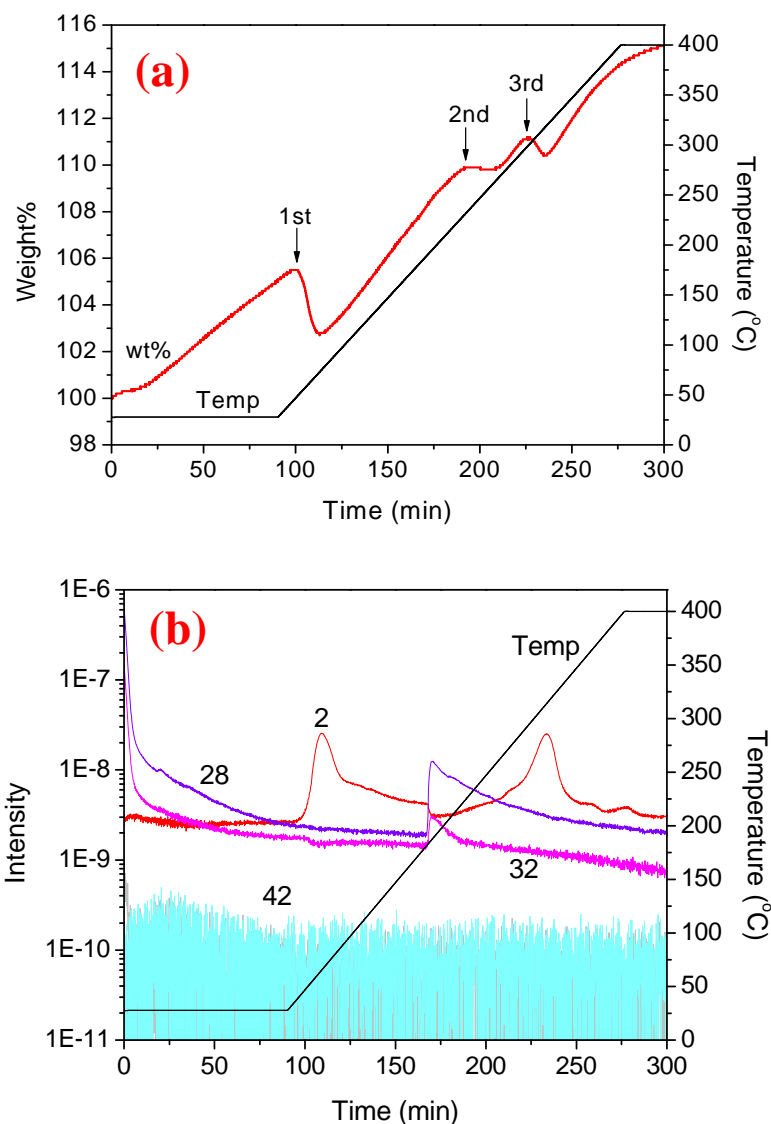 (a)
116
114
112
110
108
106
104
102
100
98
Weight%
1st
2nd
3rd
wt%
Temp
400
350
300
250
200
150
100
50
0
Temperature (°C)
0 50 100 150 200 250 300
Time (min)
(b)
1E-6
1E-7
1E-8
1E-9
1E-10
1E-11
Intensity
2
28
42
32
Temp
400
350
300
250
200
150
100
50
0
Temperature (°C)
0 50 100 150 200 250 300
Time (min)